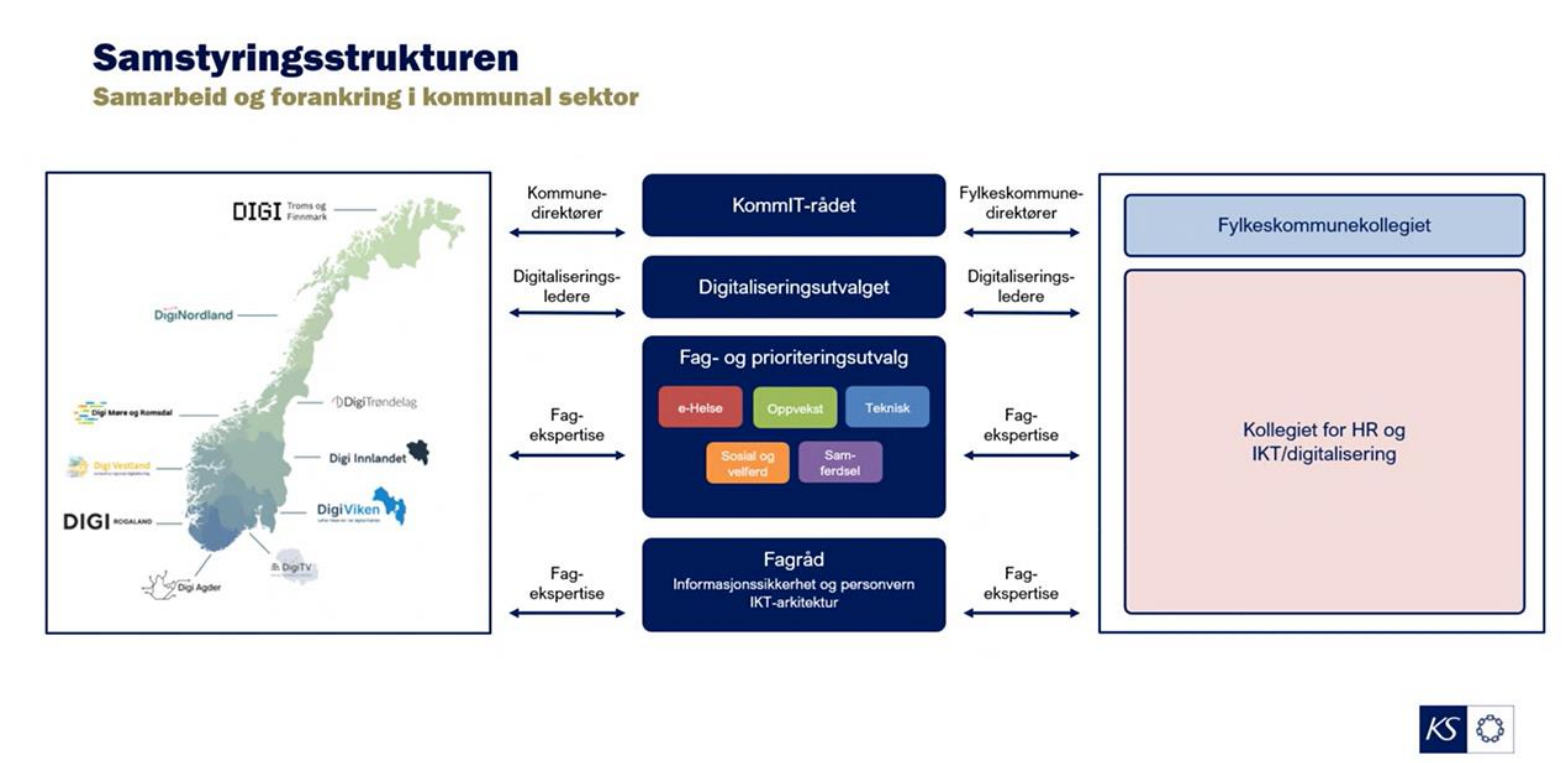 Samstyringsstrukturen
Samarbeid og forankring i kommunal sektor
DIGI Troms og
Finnmark
DigiNordland
Digi Møre og Romsdal
DigiTrøndelag
Digi Vestland
Digi Innlandet
DIGI ROGALAND
DigiViken
Digi Agder
DigiTV
Kommune-
direktører
Digitaliserings-
ledere
Fag-
ekspertise
Fag-
ekspertise
KommIT-rådet
Digitaliseringsutvalget
Fag- og prioriteringsutvalg
e-Helse
Oppvekst
Teknisk
Sosial og
velferd
Sam-
ferdsel
Fagråd
Informasjonssikkerhet og personvern
IKT-arkitektur
Fylkeskommune-
direktører
Digitaliserings-
ledere
Fag-
ekspertise
Fag-
ekspertise
Fylkeskommunekollegiet
Kollegiet for HR og
IKT/digitalisering
KS